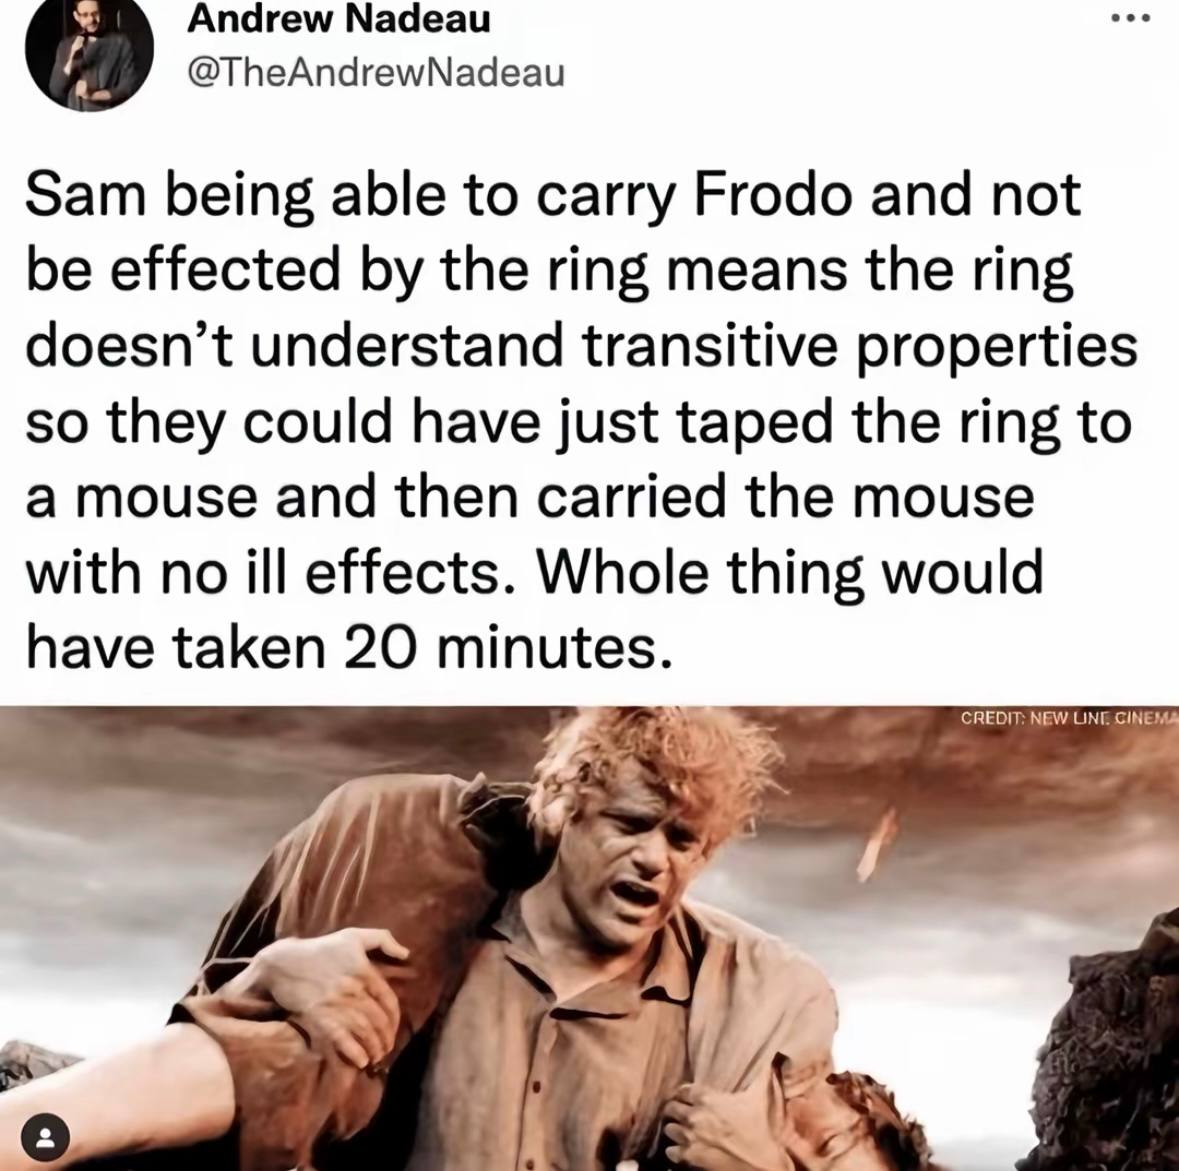 Andrew Nadeau
@TheAndrewNadeau
Sam being able to carry Frodo and not
be effected by the ring means the ring
doesn't understand transitive properties
so they could have just taped the ring to
a mouse and then carried the mouse
with no ill effects. Whole thing would
have taken 20 minutes.
CREDIT: NEW LINE CINEMA